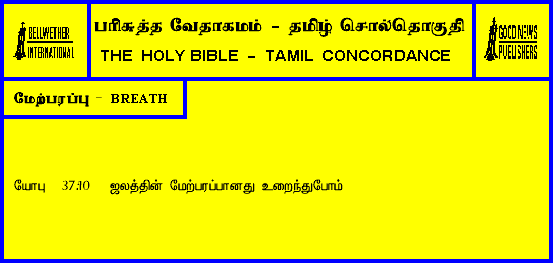 BELLWETHER
INTERNATIONAL
பரிசுத்த வேதாகமம் - தமிழ் சொல்தொகுதி
THE HOLY BIBLE - TAMIL CONCORDANCE
GOOD NEWS
PUBLISHERS
மேற்பரப்பு - BREATH
யோபு 37:10 ஜலத்தின் மேற்பரப்பானது உறைந்துபோம்